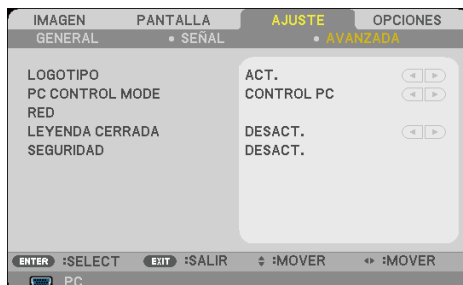 IMAGEN PANTALLA AJUSTE OPCIONES
GENERAL • SEÑAL • AVANZADA
LOGOTIPO ACT.
PC CONTROL MODE CONTROL PC
RED
LEYENDA CERRADA DESACT.
SEGURIDAD DESACT.
ENTER :SELECT EXIT :SALIR :MOVER :MOVER
PC